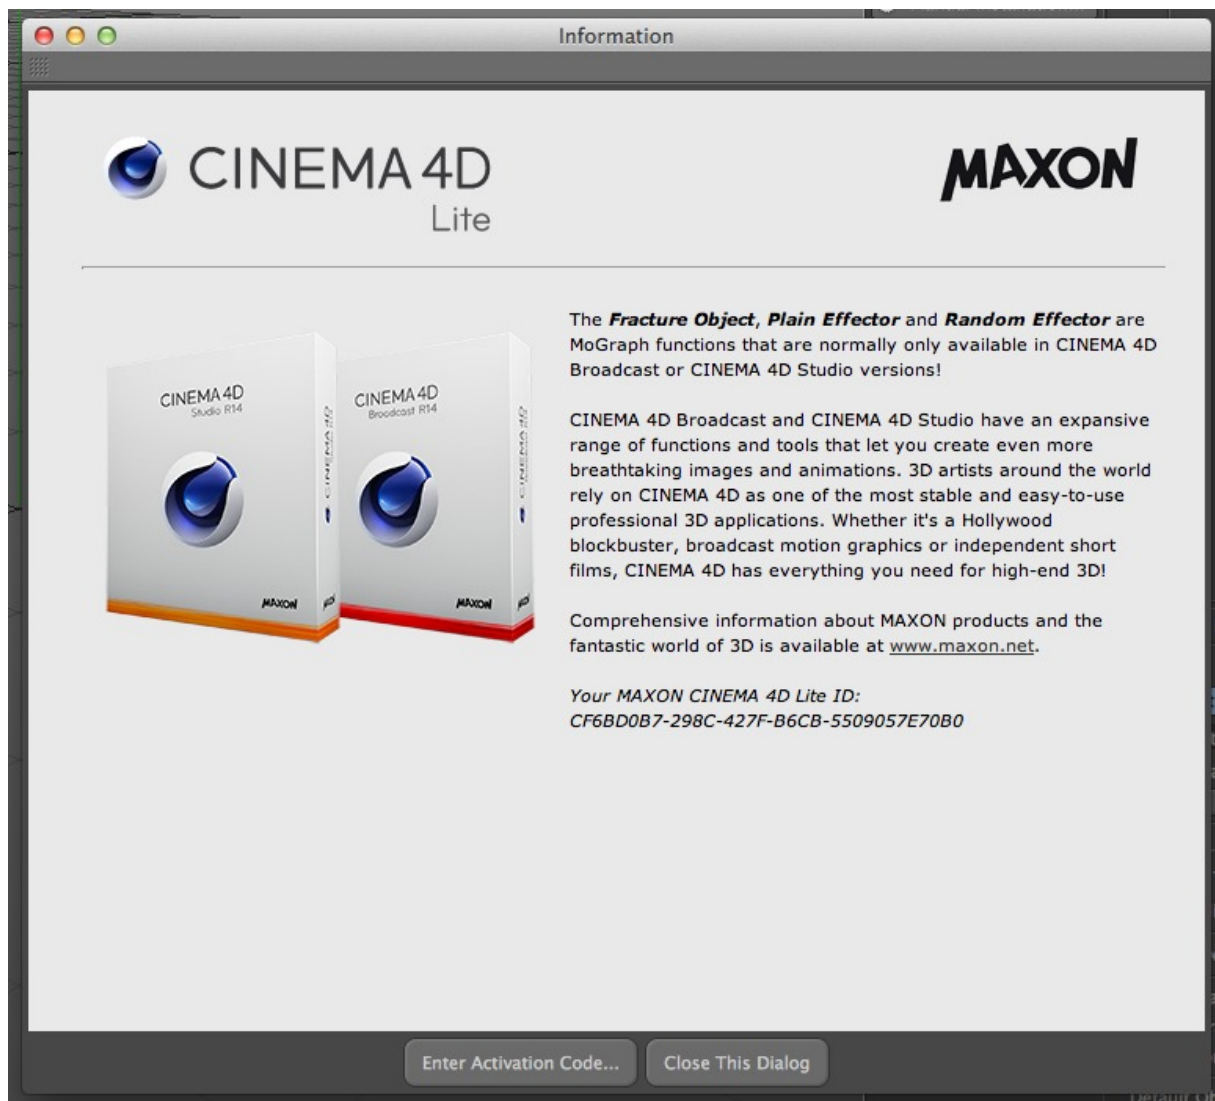 Information
CINEMA 4D
Lite
MAXON
The Fracture Object, Plain Effector and Random Effector are
MoGraph functions that are normally only available in CINEMA 4D
Broadcast or CINEMA 4D Studio versions!
CINEMA 4D
Studio R14
CINEMA 4D
MAXON
CINEMA 4D
Broadcast R14
CINEMA 4D
MAXON
CINEMA 4D Broadcast and CINEMA 4D Studio have an expansive
range of functions and tools that let you create even more
breathtaking images and animations. 3D artists around the world
rely on CINEMA 4D as one of the most stable and easy-to-use
professional 3D applications. Whether it's a Hollywood
blockbuster, broadcast motion graphics or independent short
films, CINEMA 4D has everything you need for high-end 3D!
Comprehensive information about MAXON products and the
fantastic world of 3D is available at www.maxon.net.
Your MAXON CINEMA 4D Lite ID:
CF6BD0B7-298C-427F-B6CB-5509057E70B0
Enter Activation Code...
Close This Dialog